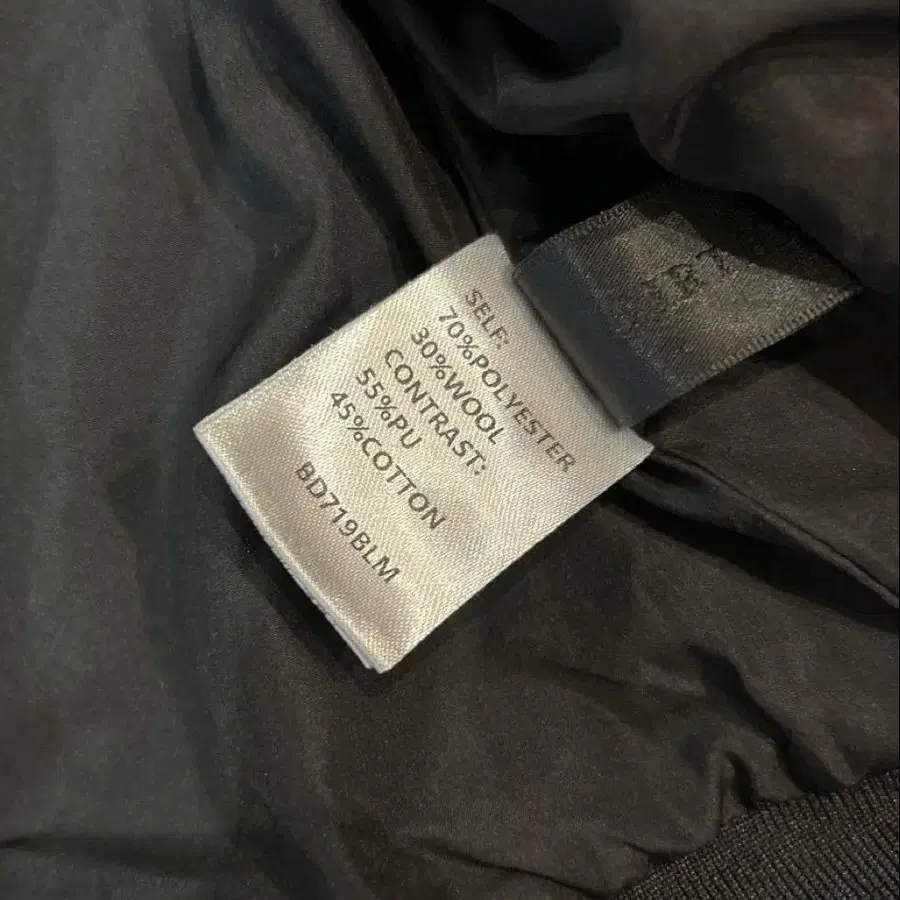 SELF:
70%POLYESTER
30%WOOL
CONTRAST:
55%PU
45%COTTON
BD719BLM